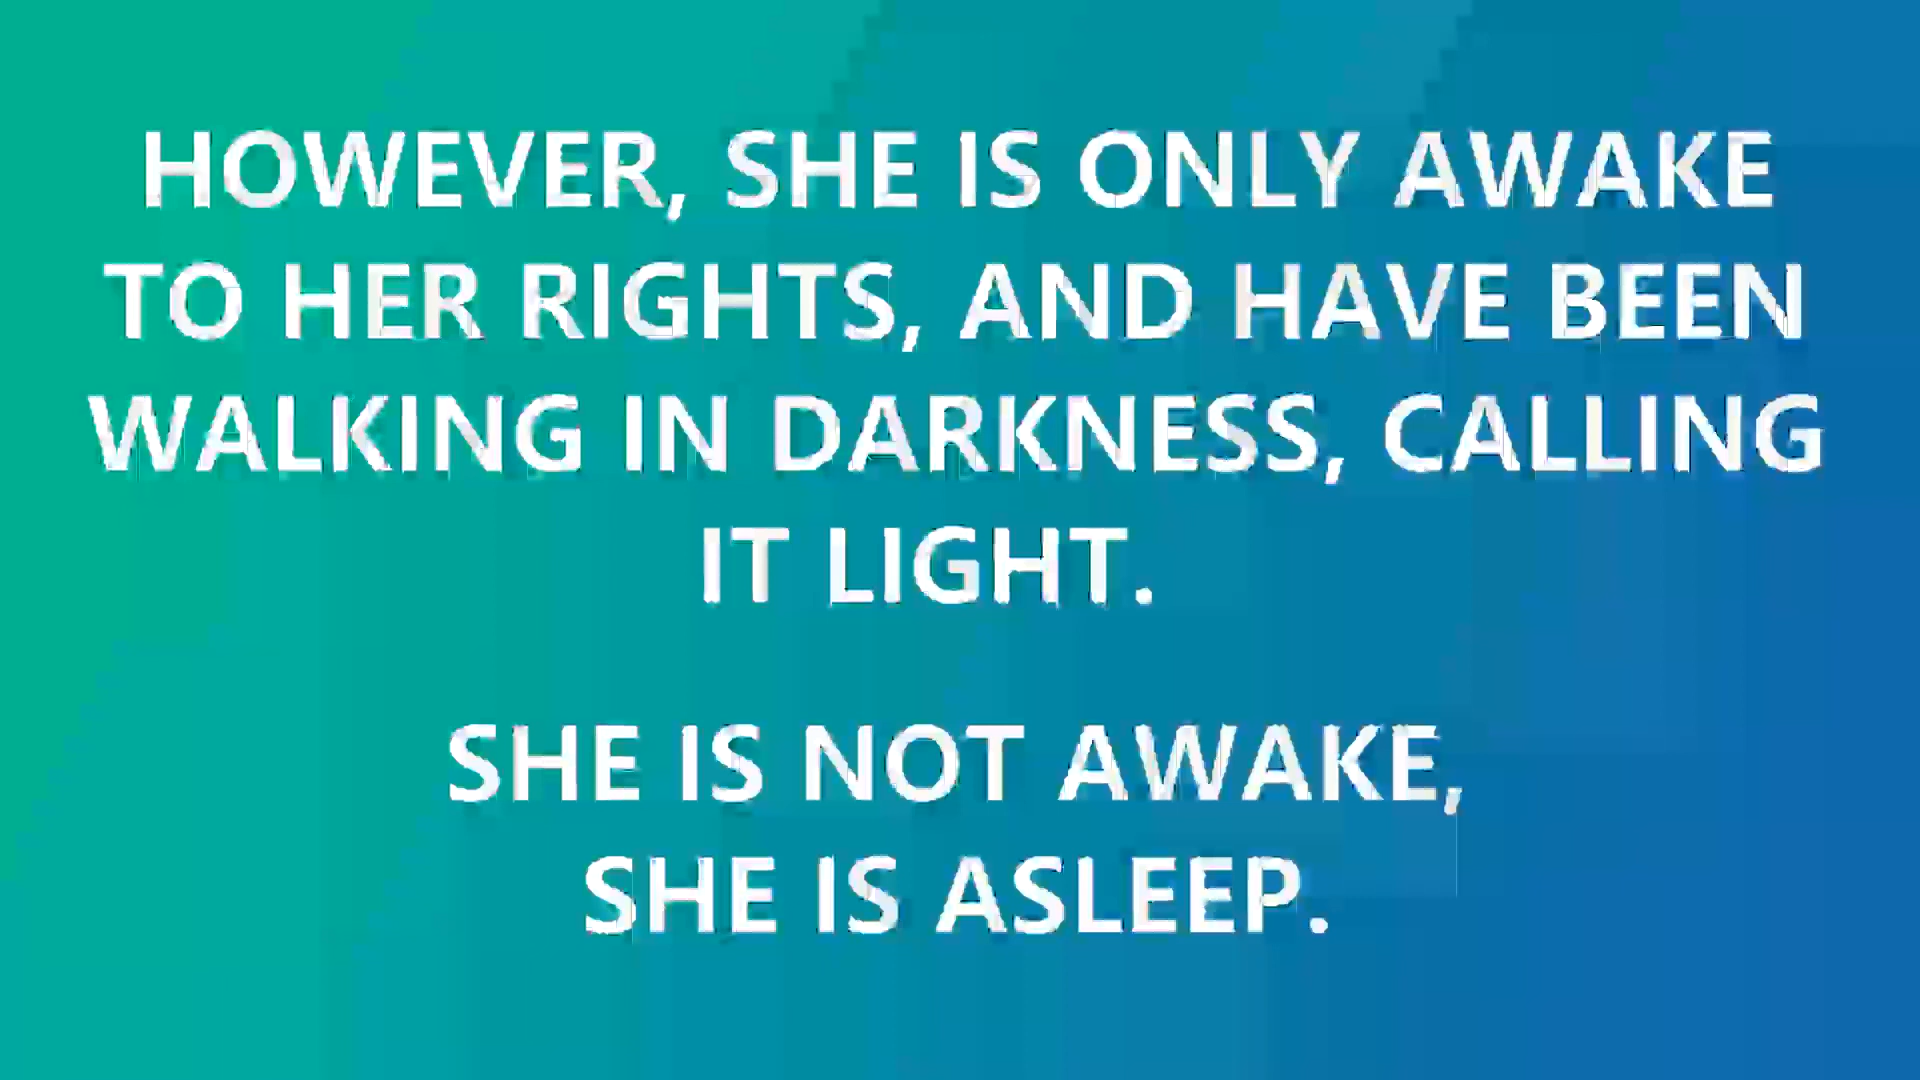 HOWEVER, SHE IS ONLY AWAKE
TO HER RIGHTS, AND HAVE BEEN
WALKING IN DARKNESS, CALLING
IT LIGHT.
SHE IS NOT AWAKE,
SHE IS ASLEEP.